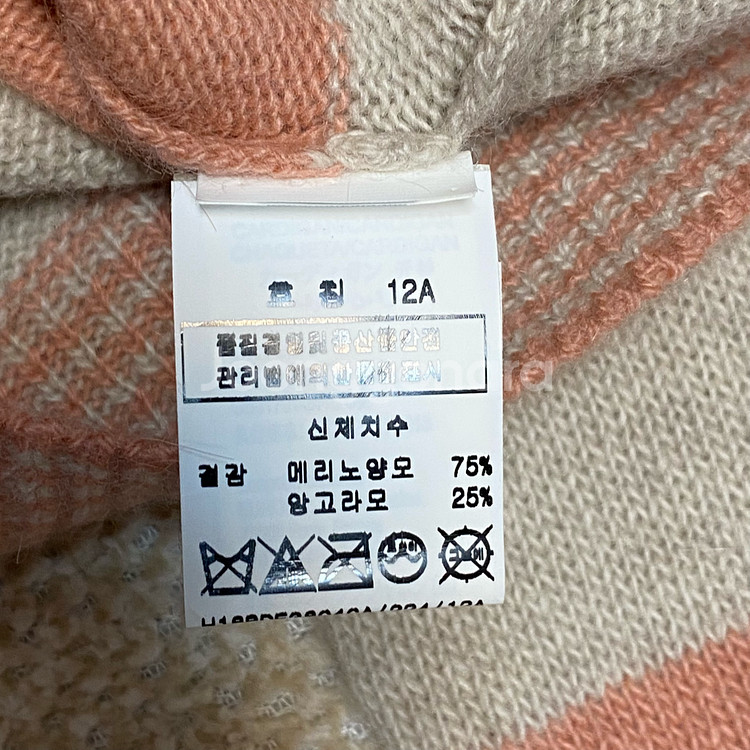 호 칭 12A
품질경영및공산품안전
관리법에의한품질표시
신체치수
겉감 메리노양모 75%
앙고라모 25%